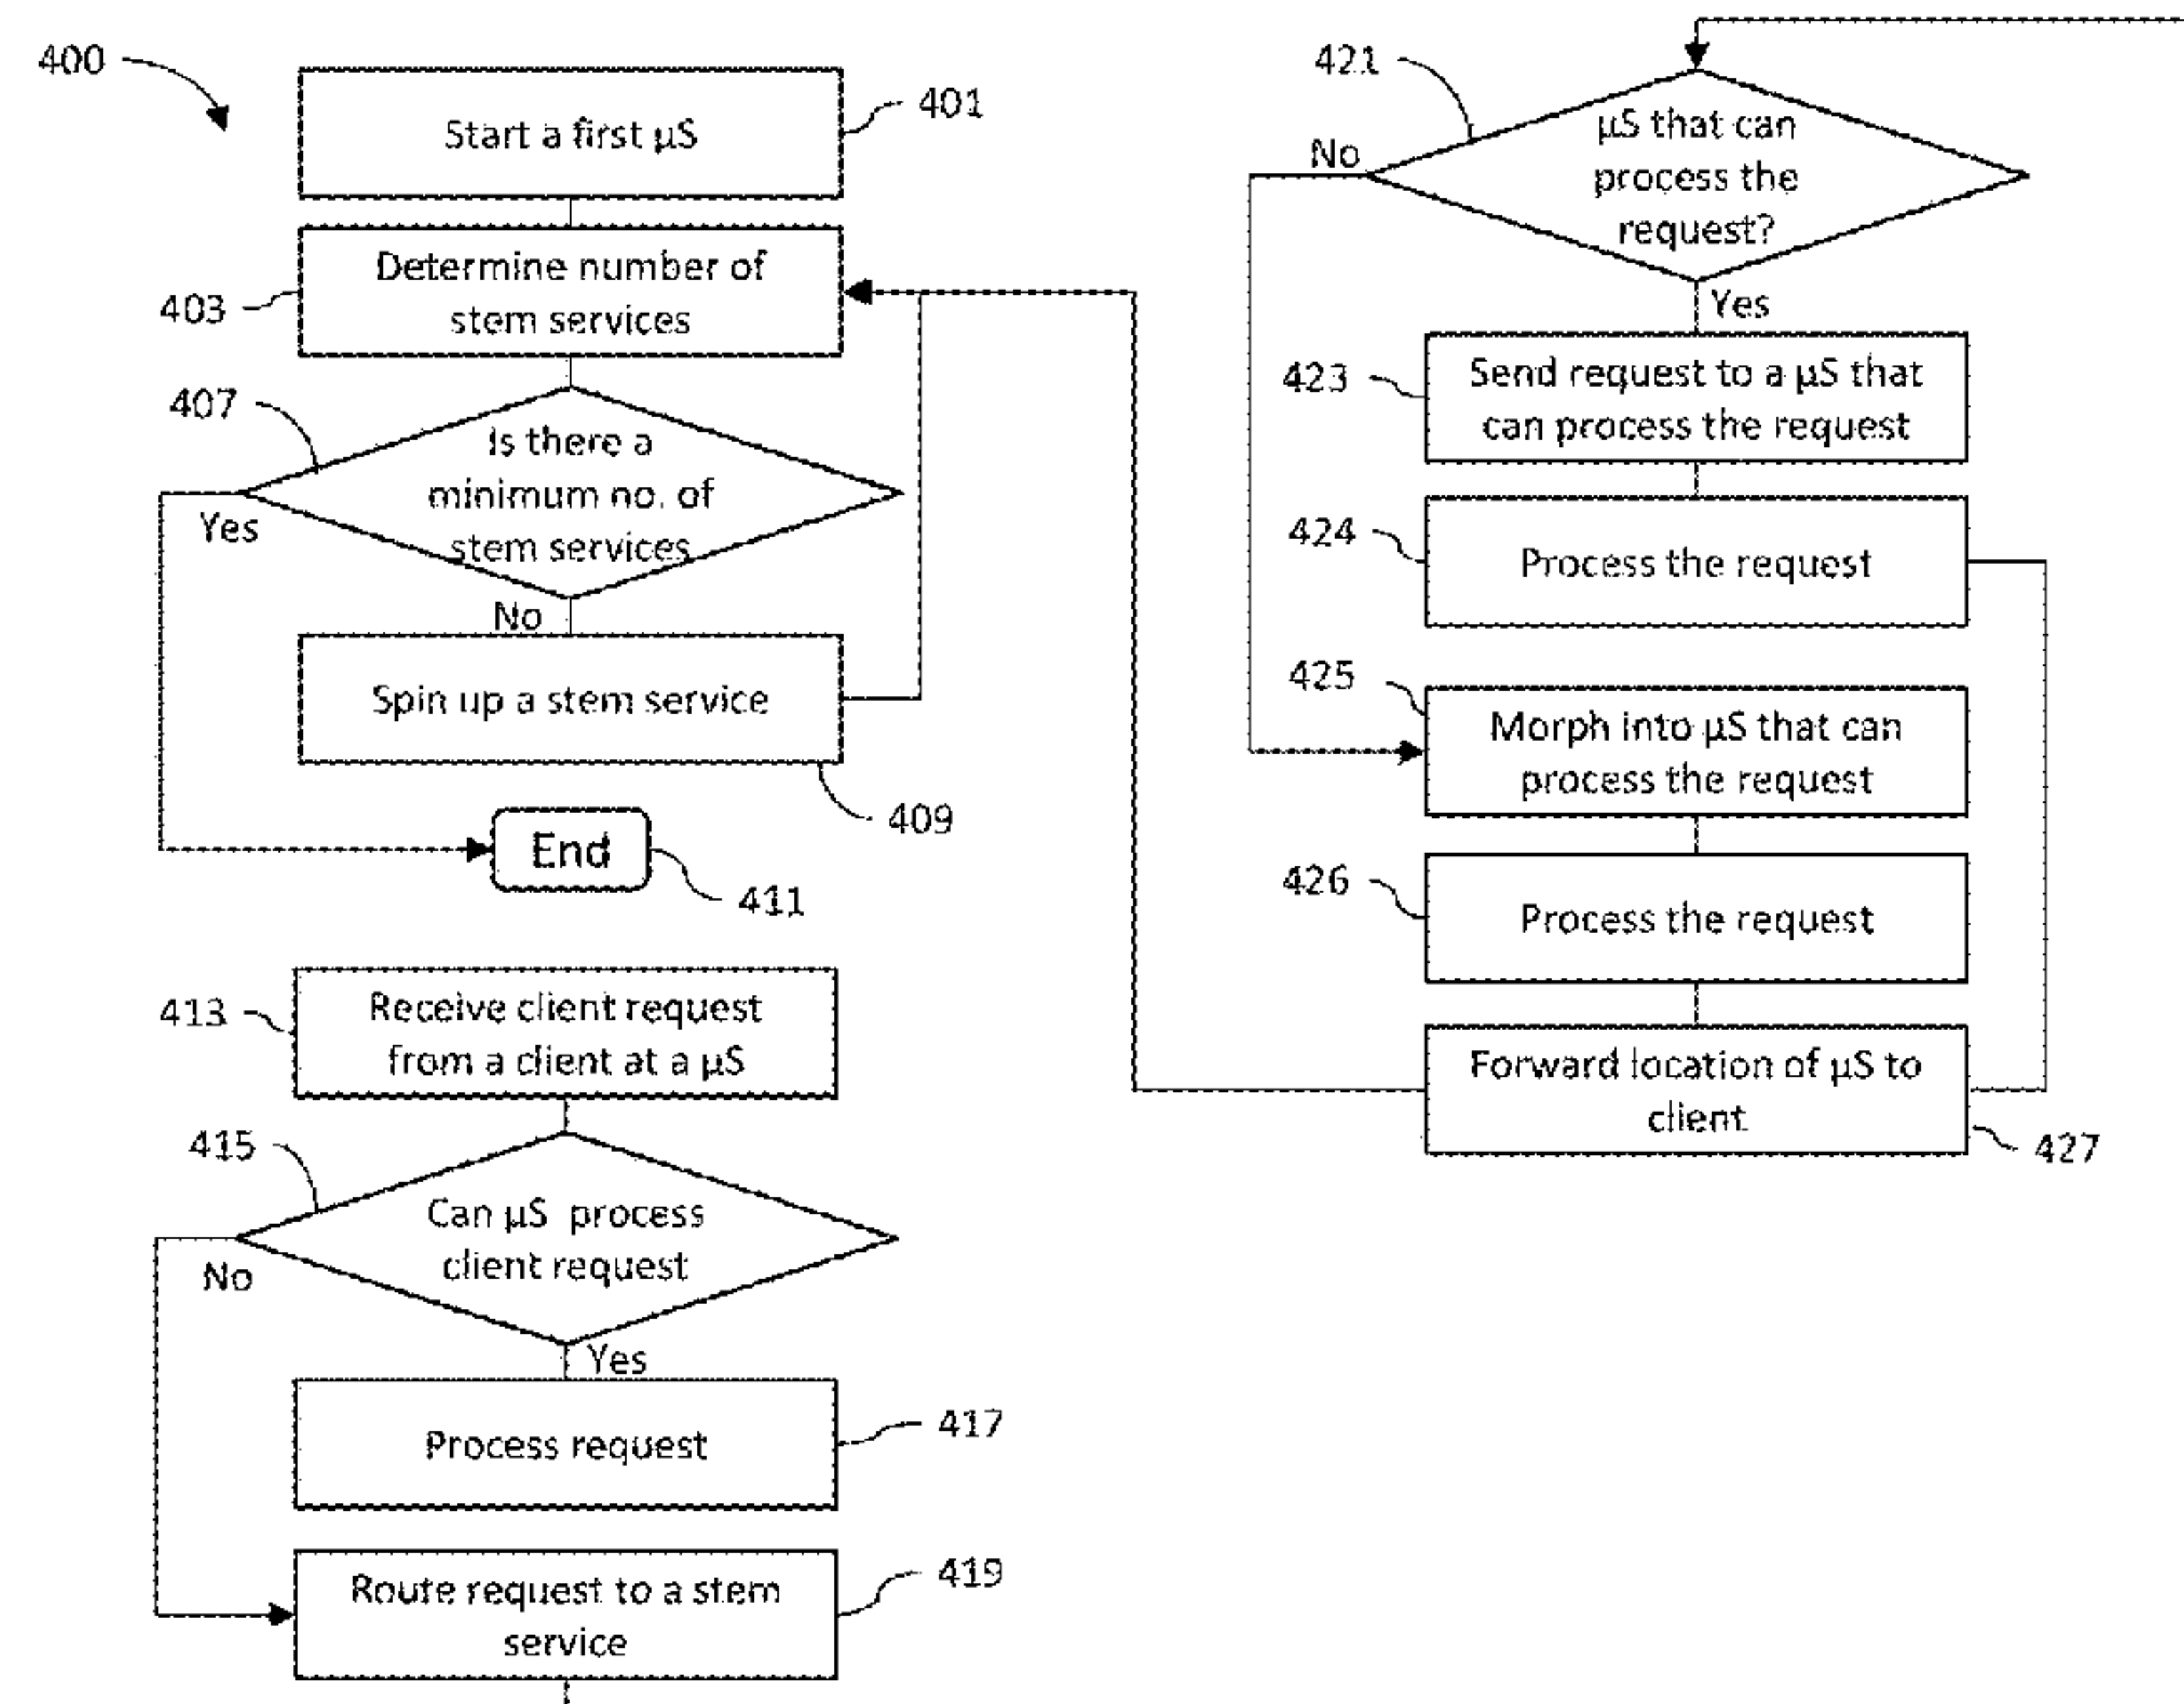 400
Start a first µS
401
Determine number of
stem services
403
407
Is there a
minimum no. of
stem services
Yes
No
Spin up a stem service
409
End
411
413
Receive client request
from a client at a µS
415
Can µS process
client request
No
Yes
Process request
417
Route request to a stem
service
419
421
µS that can
process the
request?
No
Yes
423
Send request to a µS that
can process the request
424
Process the request
425
Morph into µS that can
process the request
426
Process the request
Forward location of µS to
client
427